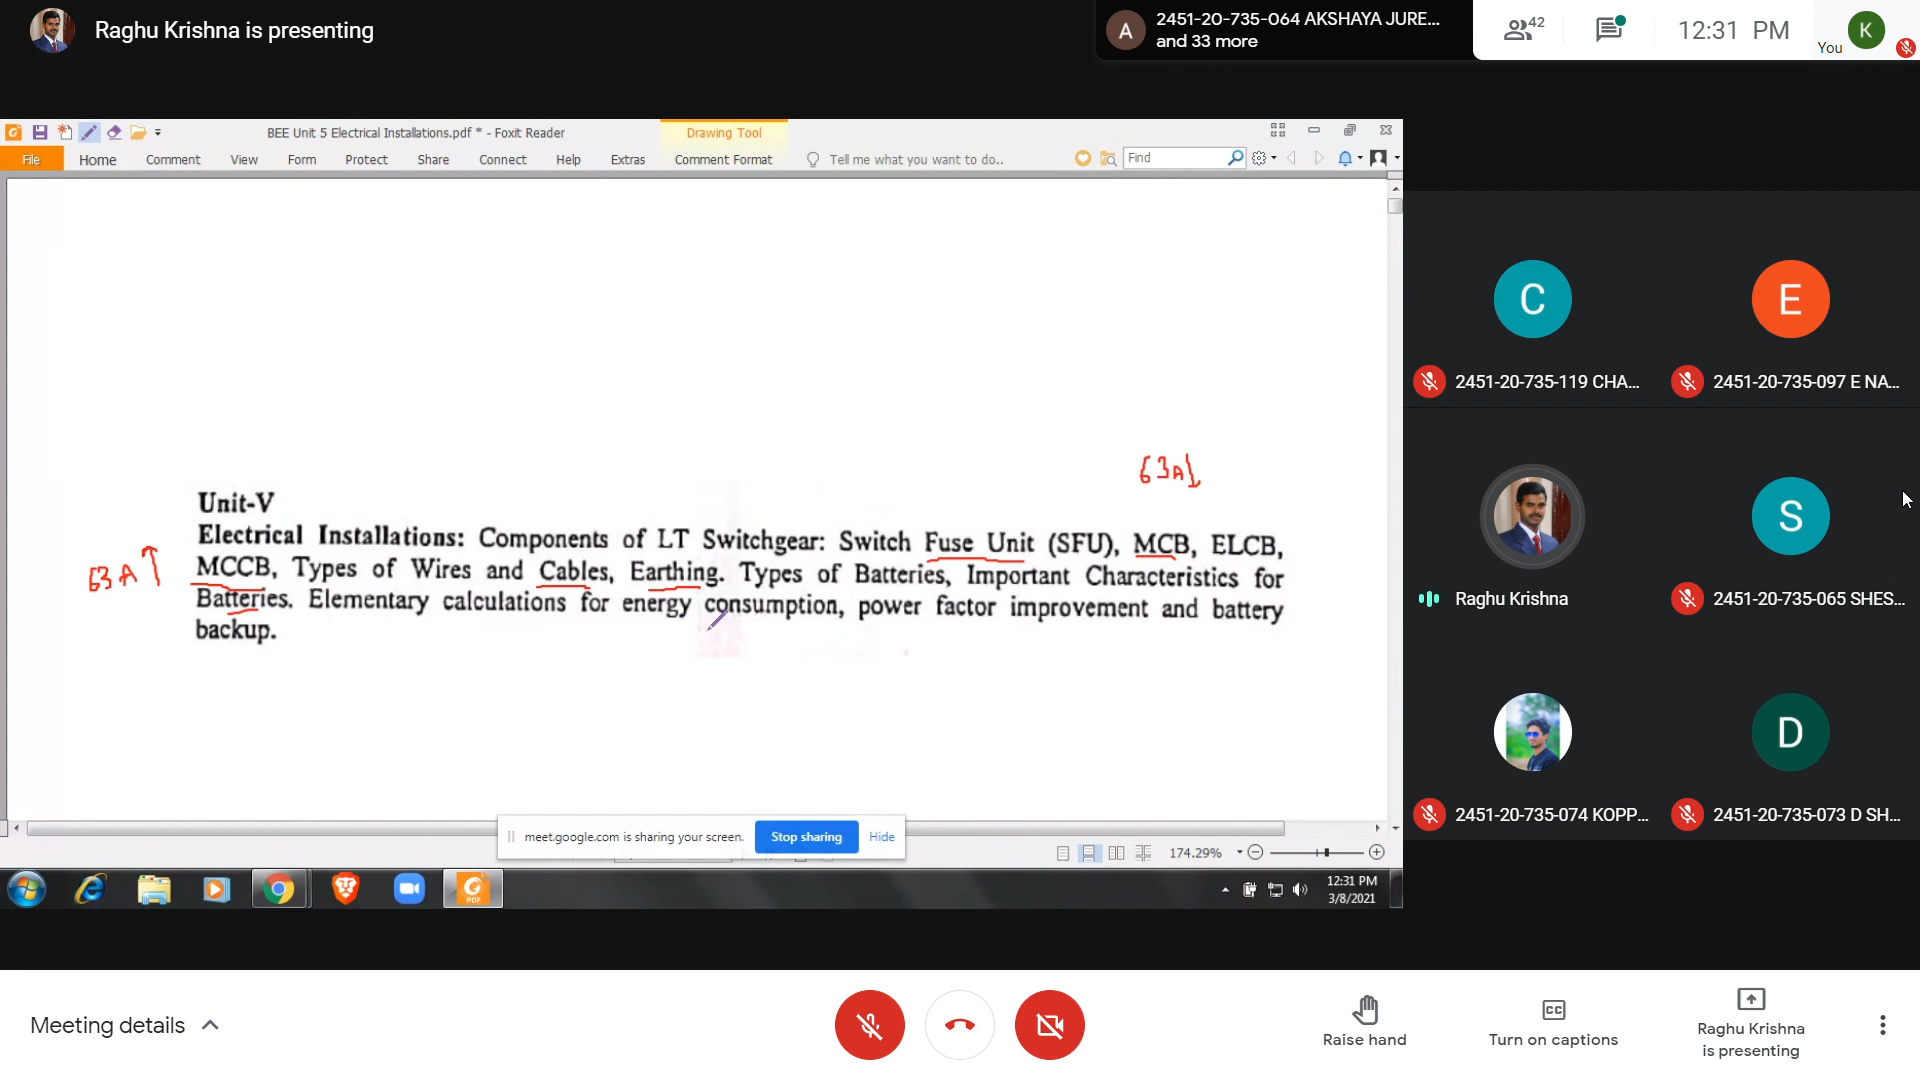 Raghu Krishna is presenting
A
2451-20-735-064 AKSHAYA JURE...
and 33 more
42
12:31 PM
You
K
BEE Unit 5 Electrical Installations.pdf * - Foxit Reader
Drawing Tool
File
Home
Comment
View
Form
Protect
Share
Connect
Help
Extras
Comment Format
Tell me what you want to do..
Find
63A↓
Unit-V
Electrical Installations: Components of LT Switchgear: Switch Fuse Unit (SFU), MCB, ELCB,
63A↑
MCCB, Types of Wires and Cables, Earthing. Types of Batteries, Important Characteristics for
Batteries. Elementary calculations for energy consumption, power factor improvement and battery
backup.
meet.google.com is sharing your screen.
Stop sharing
Hide
174.29%
PDF
12:31 PM
3/8/2021
C
2451-20-735-119 CHA...
E
2451-20-735-097 E NA...
Raghu Krishna
S
2451-20-735-065 SHES...
2451-20-735-074 KOPP...
D
2451-20-735-073 D SH...
Meeting details
Raise hand
CC
Turn on captions
Raghu Krishna
is presenting